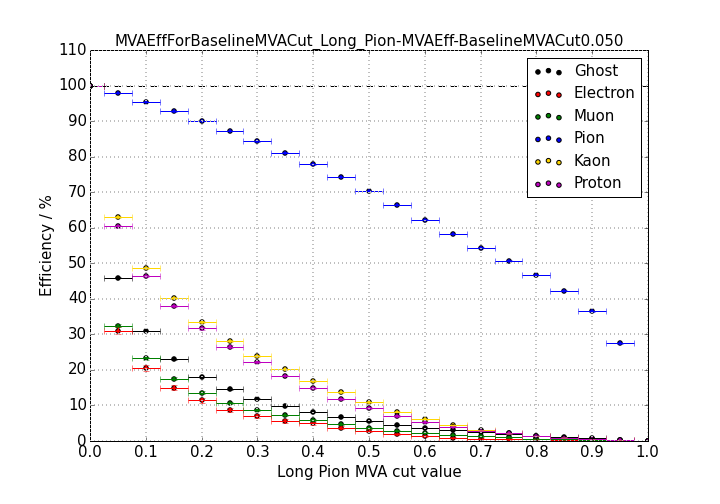 MVAEffForBaselineMVACut_Long_Pion-MVAEff-BaselineMVACut0.050
110
100
90
80
70
60
50
40
30
20
10
0
Efficiency / %
Ghost
Electron
Muon
Pion
Kaon
Proton
0.0 0.1 0.2 0.3 0.4 0.5 0.6 0.7 0.8 0.9 1.0
Long Pion MVA cut value